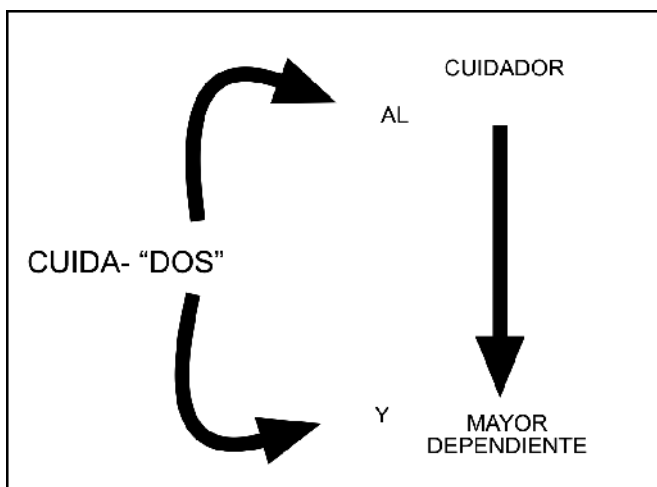 CUIDADOR
AL
CUIDA- “DOS”
Y
MAYOR
DEPENDIENTE